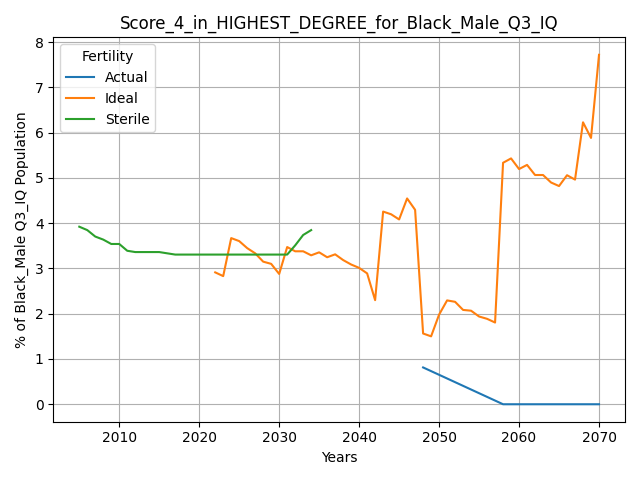 Score_4_in_HIGHEST_DEGREE_for_Black_Male_Q3_IQ
Fertility
Actual
Ideal
Sterile
% of Black_Male Q3_IQ Population
8
7
6
5
4
3
2
1
0
2010 2020 2030 2040 2050 2060 2070
Years